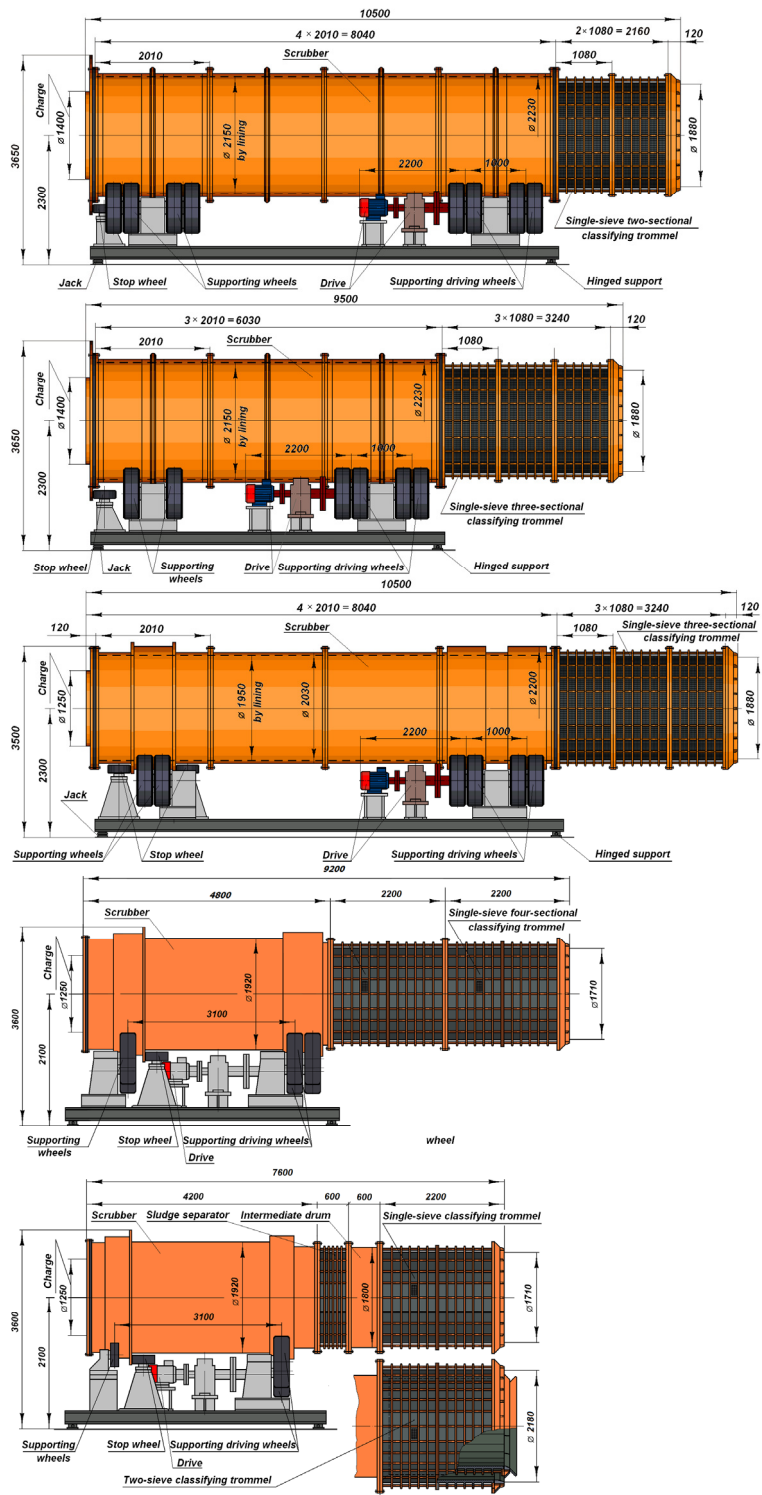 10500
4 × 2010 = 8040
2×1080 = 2160
120
2010
Scrubber
1080
3650
2300
Charge
⌀1400
⌀ 2150
by lining
⌀ 2230
⌀ 1880
2200
1000
Single-sieve two-sectional
classifying trommel
Jack
Stop wheel
Supporting wheels
Drive
Supporting driving wheels
Hinged support
9500
3 × 2010 = 6030
3×1080 = 3240
120
2010
Scrubber
1080
3650
2300
Charge
⌀1400
⌀ 2150
by lining
⌀ 2230
⌀ 1880
2200
1000
Single-sieve three-sectional
classifying trommel
Stop wheel
Jack
Supporting
wheels
Drive
Supporting driving wheels
Hinged support
10500
4 × 2010 = 8040
3×1080 = 3240
120
120
2010
Scrubber
1080
Single-sieve three-sectional
classifying trommel
3500
2300
Charge
⌀1250
⌀ 1950
by lining
⌀ 2030
⌀ 2200
⌀ 1880
2200
1000
Jack
Supporting wheels
Stop wheel
Drive
Supporting driving wheels
Hinged support
9200
4800
2200
2200
Scrubber
Single-sieve four-sectional
classifying trommel
3600
2100
Charge
⌀1250
⌀1920
⌀1710
3100
Supporting
wheels
Stop wheel
Supporting driving wheels
Drive
wheel
7600
4200
600
600
2200
Scrubber
Sludge separator
Intermediate drum
Single-sieve classifying trommel
3600
2100
Charge
⌀1250
⌀1920
⌀1800
⌀1710
3100
⌀ 2180
Supporting
wheels
Stop wheel
Supporting driving wheels
Drive
Two-sieve classifying trommel